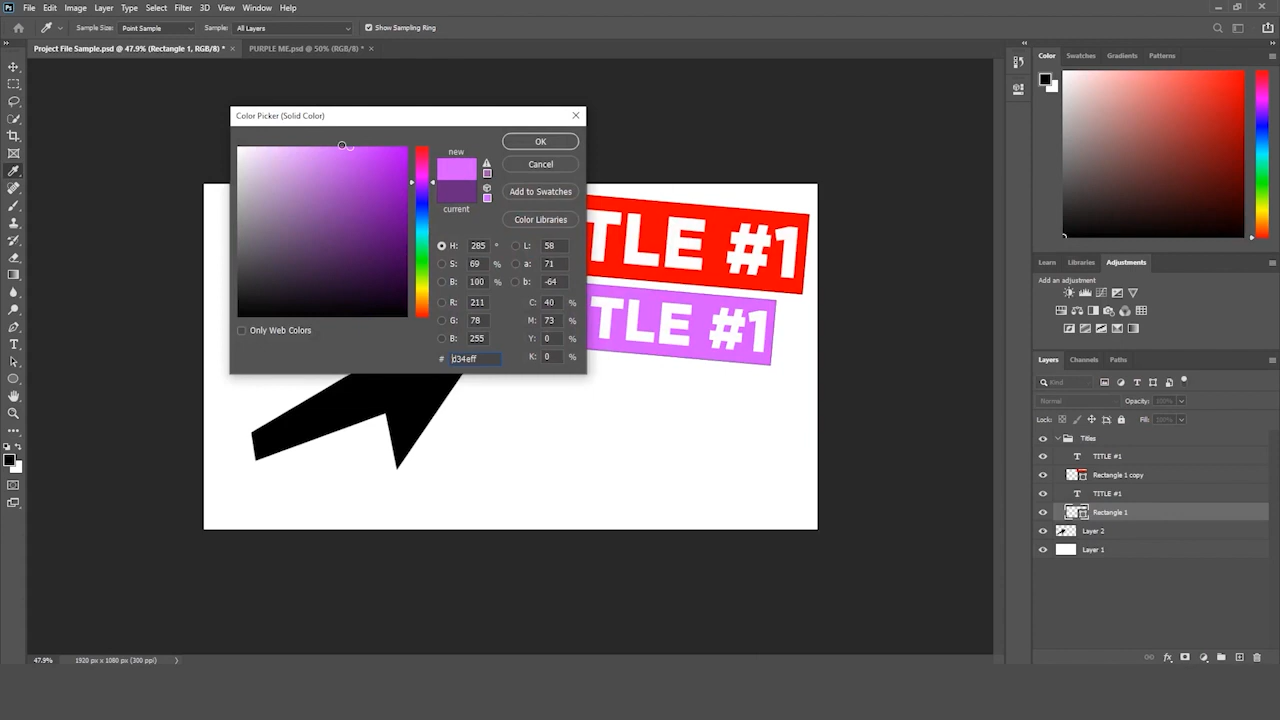 Ps File Edit Image Layer Type Select Filter 3D View Window Help
Sample Size: Point Sample Sample: All Layers Show Sampling Ring
Project File Sample.psd @ 47.9% (Rectangle 1, RGB/8) * × PURPLE ME.psd @ 50% (RGB/8) * ×
Color Picker (Solid Color)
new
current
OK
Cancel
Add to Swatches
Color Libraries
H: 285 ° L: 58
S: 69 % a: 71
B: 100 % b: -64
R: 211 C: 40 %
G: 78 M: 73 %
B: 255 Y: 0 %
# d34eff K: 0 %
Only Web Colors
TLE #1
TLE #1
Color Swatches Gradients Patterns
Learn Libraries Adjustments
Add an adjustment
Layers Channels Paths
Kind
Normal Opacity: 100%
Lock: Fill: 100%
Titles
T TITLE #1
Rectangle 1 copy
T TITLE #1
Rectangle 1
Layer 2
Layer 1
fx
47.9% 1920 px x 1080 px (300 ppi)